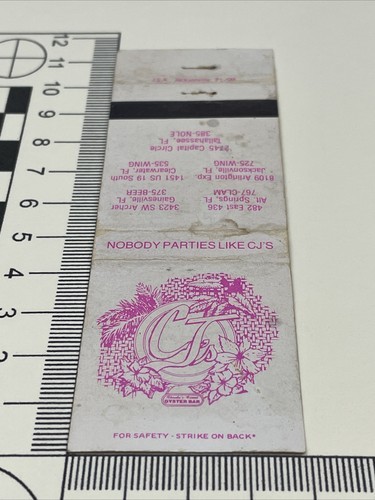 12
11
10
9
8
7
6
5
4
3
2
2545 Capital Circle
Tallahassee, FL
385-NOLE
8109 Arlington Exp.
Jacksonville, FL
725-WING
1451 US 19 South
Clearwater, FL
535-WING
482 East 436
Alt. Springs, FL
767-CLAM
3423 SW Archer
Gainesville, FL
375-BEER
NOBODY PARTIES LIKE CJ'S
CJ's
OYSTER BAR
FOR SAFETY - STRIKE ON BACK